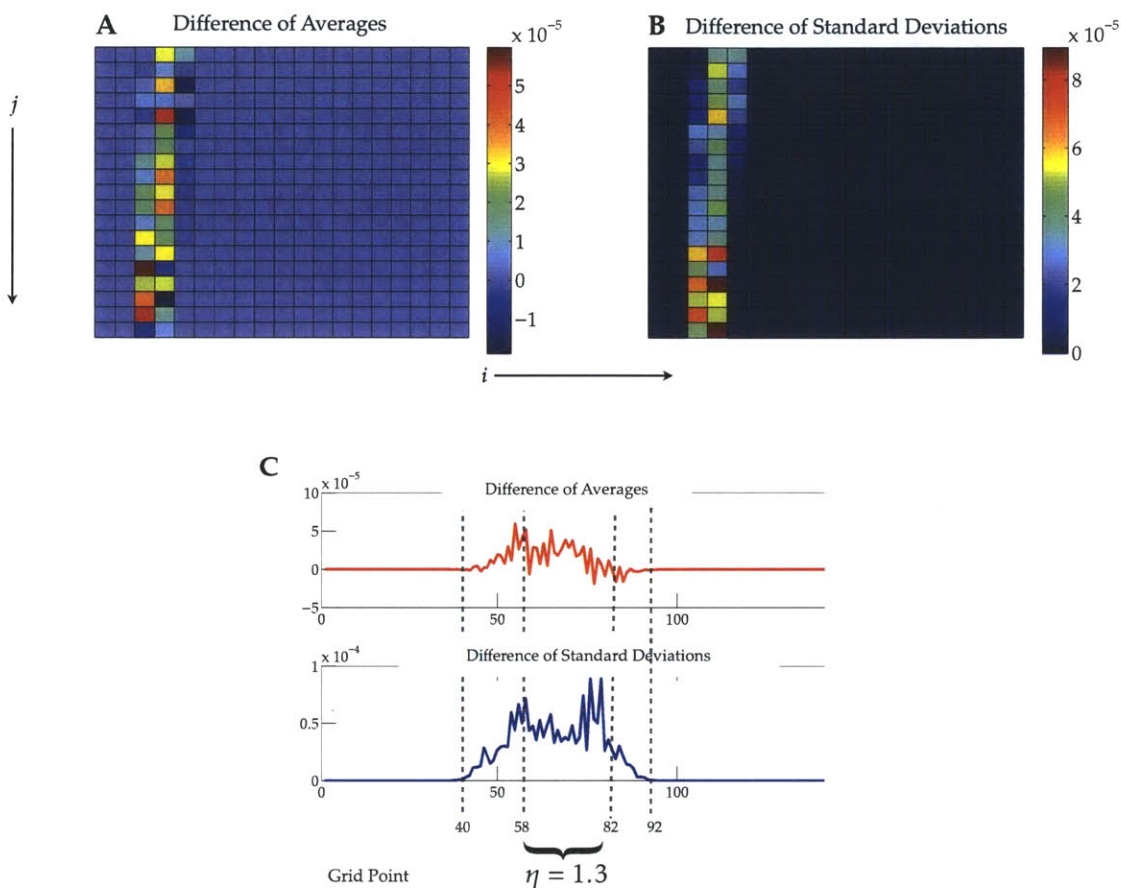 A Difference of Averages
x 10⁻⁵
B Difference of Standard Deviations
x 10⁻⁵
j
5
4
3
2
1
0
−1
8
6
4
2
0
i
C
x 10⁻⁵
10
Difference of Averages
5
0
−5
50
100
x 10⁻⁴
1
Difference of Standard Deviations
0.5
0
0
50
100
40
58
82
92
Grid Point
η = 1.3